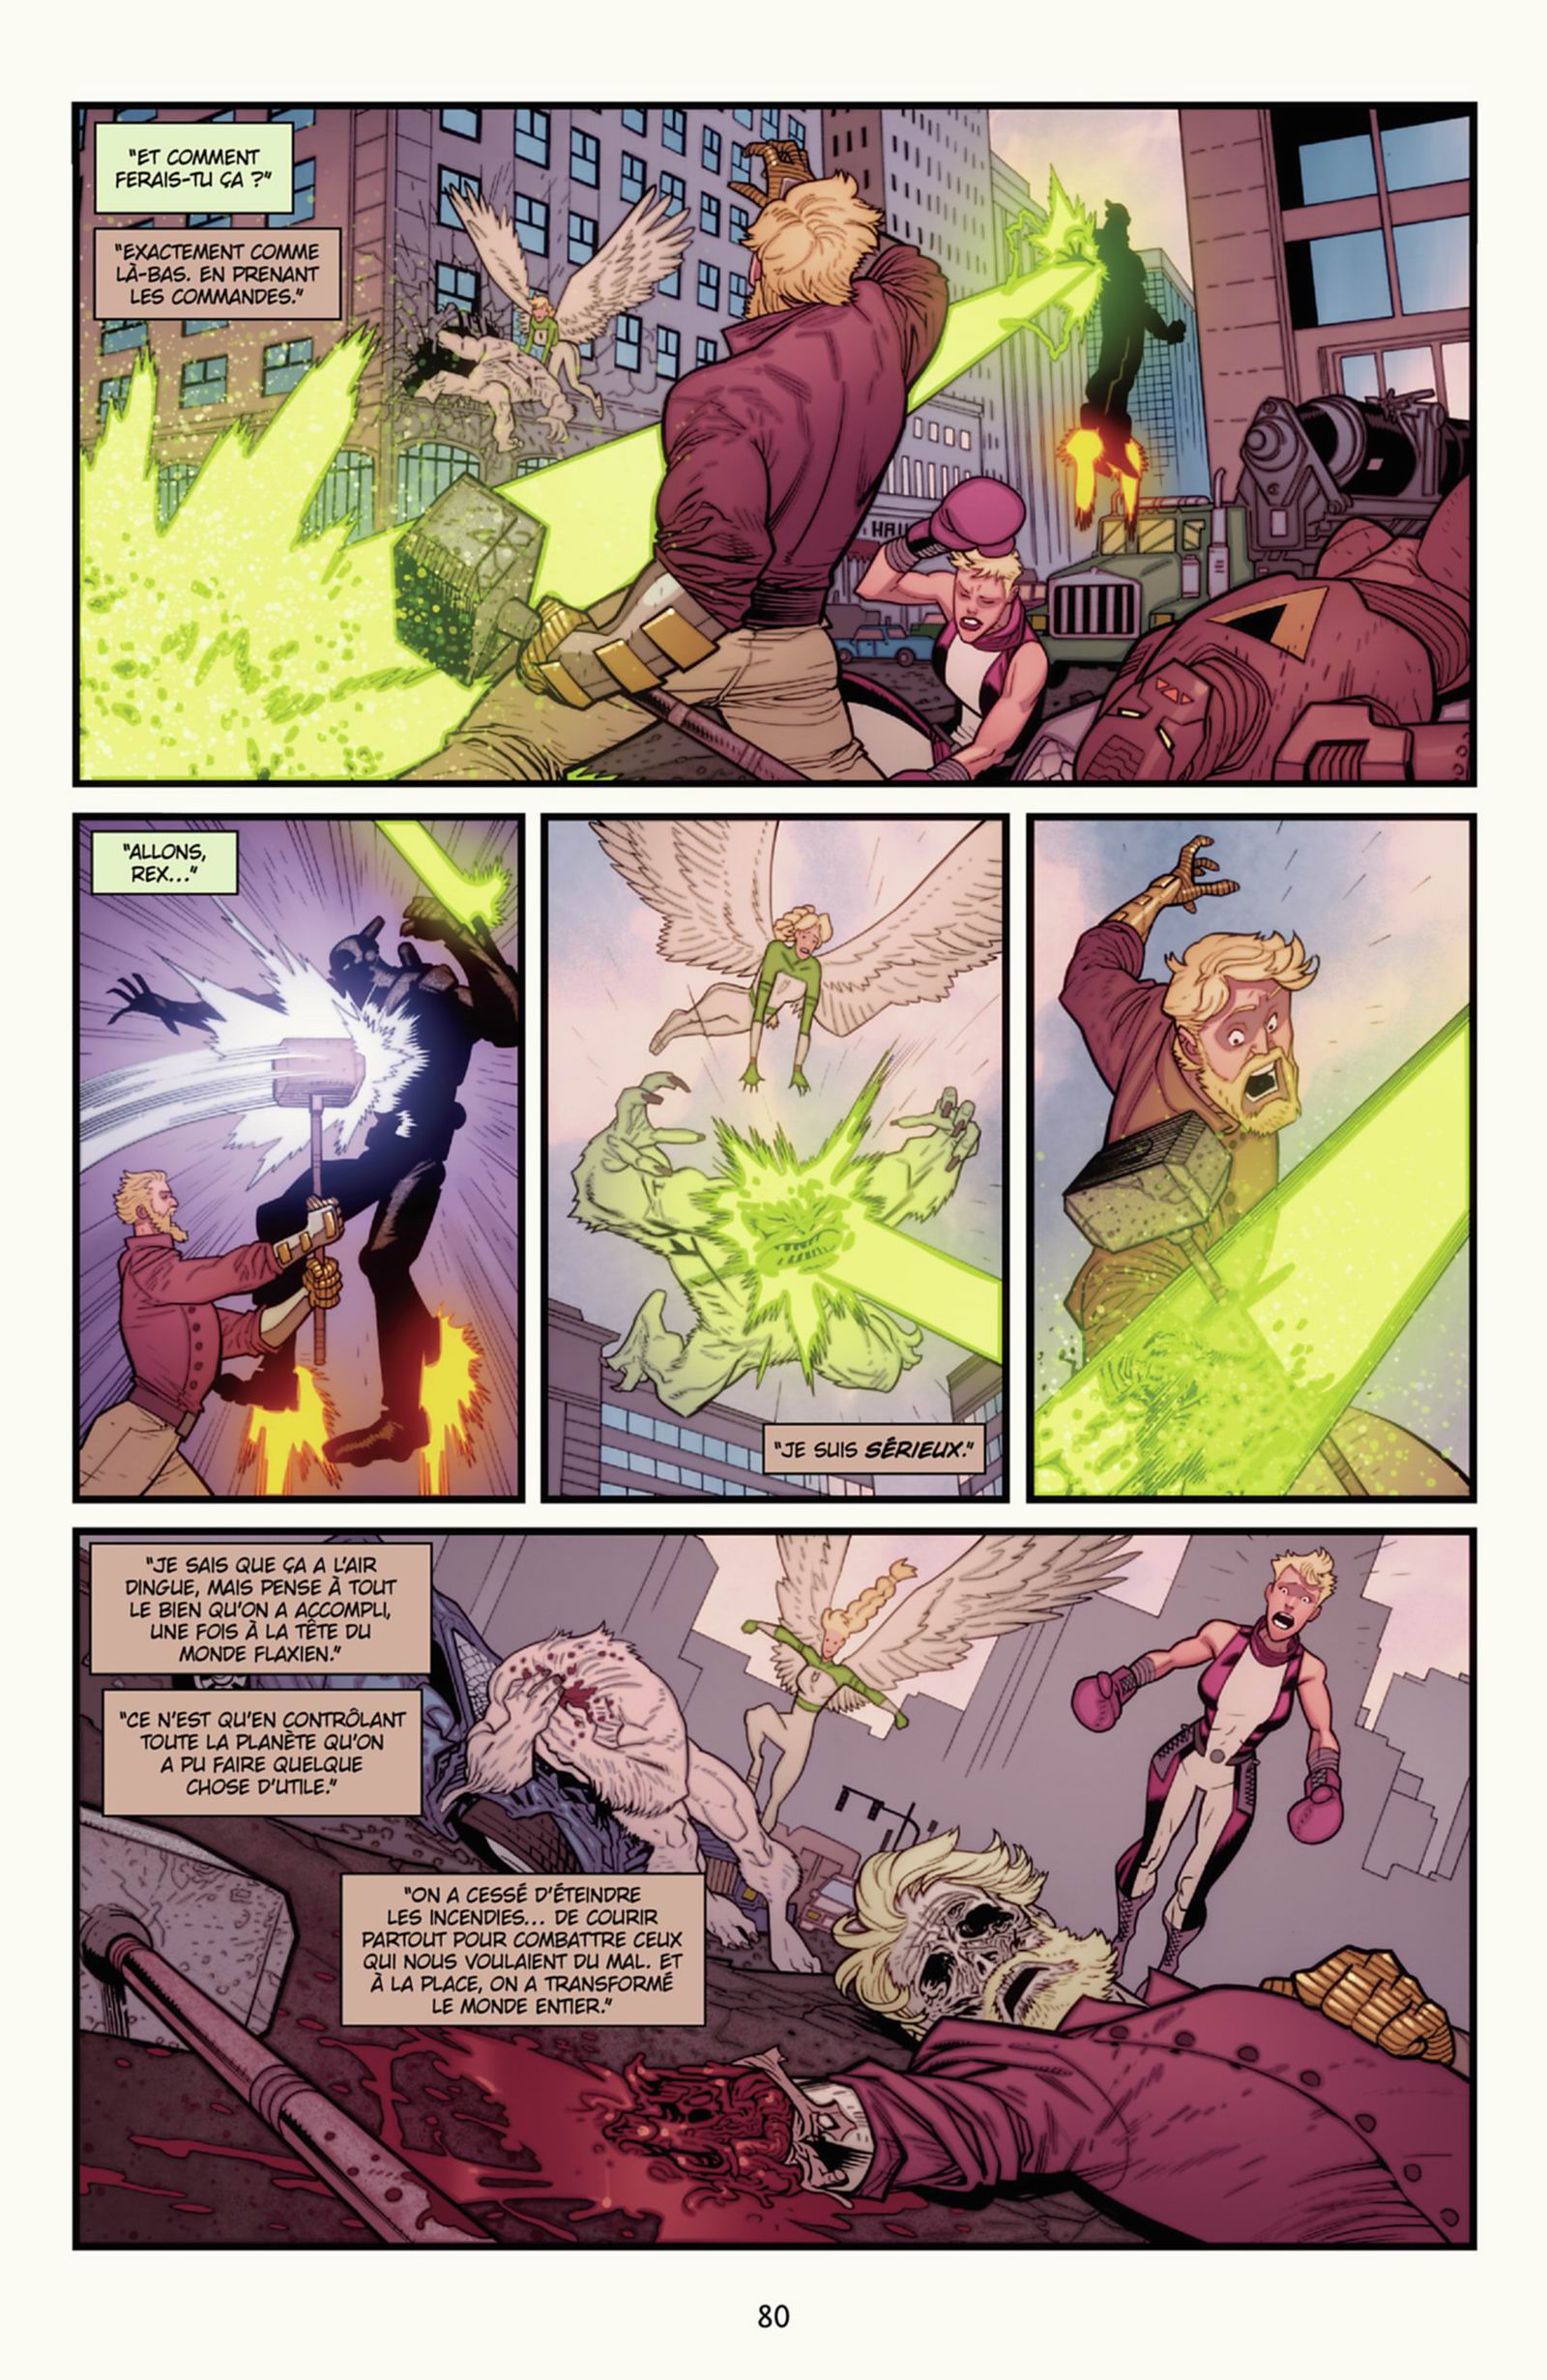 "ET COMMENT
FERAIS-TU ÇA ?"
"EXACTEMENT COMME
LÀ-BAS. EN PRENANT
LES COMMANDES."
HAU
"ALLONS,
REX..."
"JE SUIS SÉRIEUX."
"JE SAIS QUE ÇA A L'AIR
DINGUE, MAIS PENSE À TOUT
LE BIEN QU'ON A ACCOMPLI,
UNE FOIS À LA TÊTE DU
MONDE FLAXIEN."
"CE N'EST QU'EN CONTRÔLANT
TOUTE LA PLANÈTE QU'ON
A PU FAIRE QUELQUE
CHOSE D'UTILE."
"ON A CESSÉ D'ÉTEINDRE
LES INCENDIES... DE COURIR
PARTOUT POUR COMBATTRE CEUX
QUI NOUS VOULAIENT DU MAL. ET
À LA PLACE, ON A TRANSFORMÉ
LE MONDE ENTIER."
80